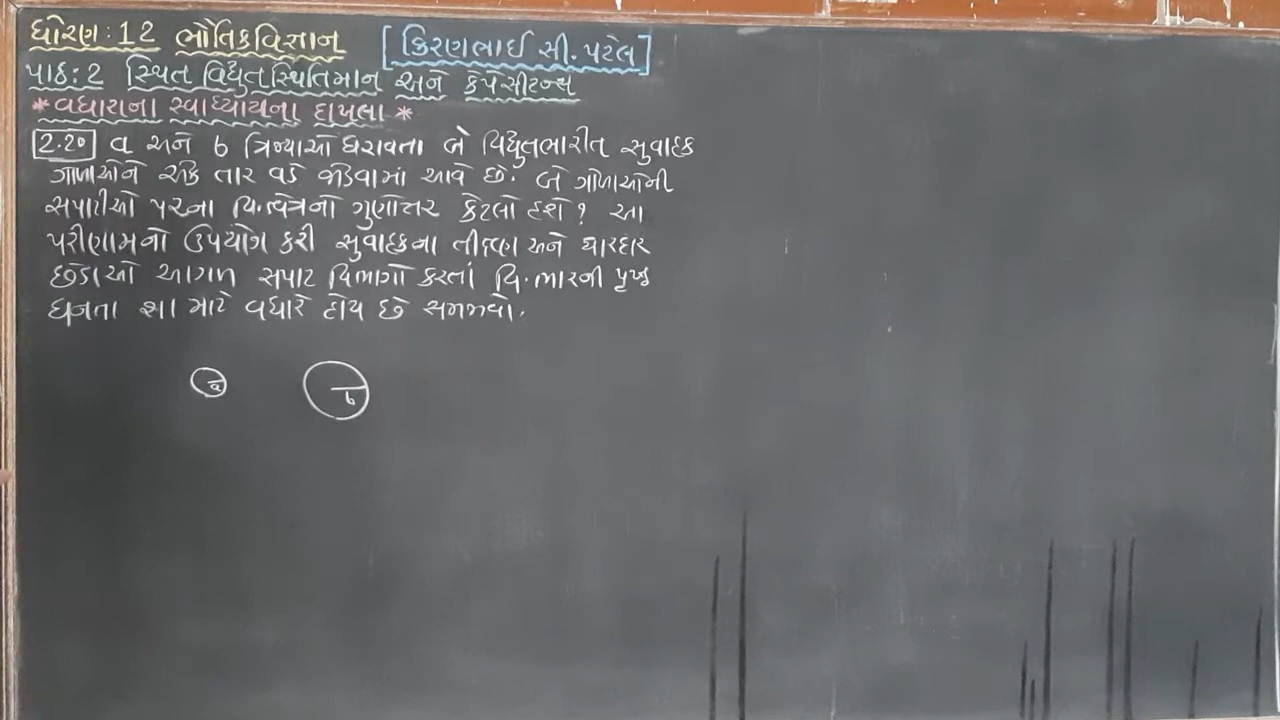 ધોરણ : 12 ભૌતિકવિજ્ઞાન [કિરણભાઈ સી. પટેલ]
પાઠ : 2 સ્થિત વિદ્યુતસ્થિતિમાન અને કેપેસીટન્સ
* વધારાના સ્વાધ્યાયના દાખલા *
2.20 a અને b ત્રિજ્યાઓ ધરાવતા બે વિદ્યુતભારીત સુવાહક
ગોળાઓને એક તાર વડે જોડવામાં આવે છે. બે ગોળાઓની
સપાટીઓ પરના વિ.ક્ષેત્રનો ગુણોત્તર કેટલો હશે ? આ
પરીણામનો ઉપયોગ કરી સુવાહકના તીક્ષ્ણ અને ધારદાર
છેડાઓ આગળ સપાટ વિભાગો કરતાં વિ.ભારની પૃષ્ઠ
ઘનતા શા માટે વધારે હોય છે સમજાવો.
a b